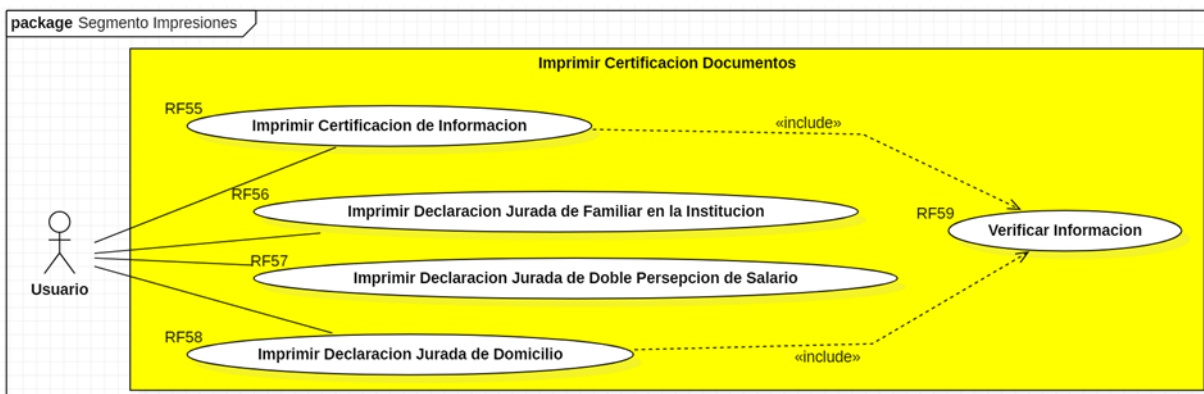 package Segmento Impresiones
Imprimir Certificacion Documentos
RF55
Imprimir Certificacion de Informacion
«include»
RF56
Imprimir Declaracion Jurada de Familiar en la Institucion
RF59
Verificar Informacion
Usuario
RF57
Imprimir Declaracion Jurada de Doble Persepcion de Salario
RF58
Imprimir Declaracion Jurada de Domicilio
«include»